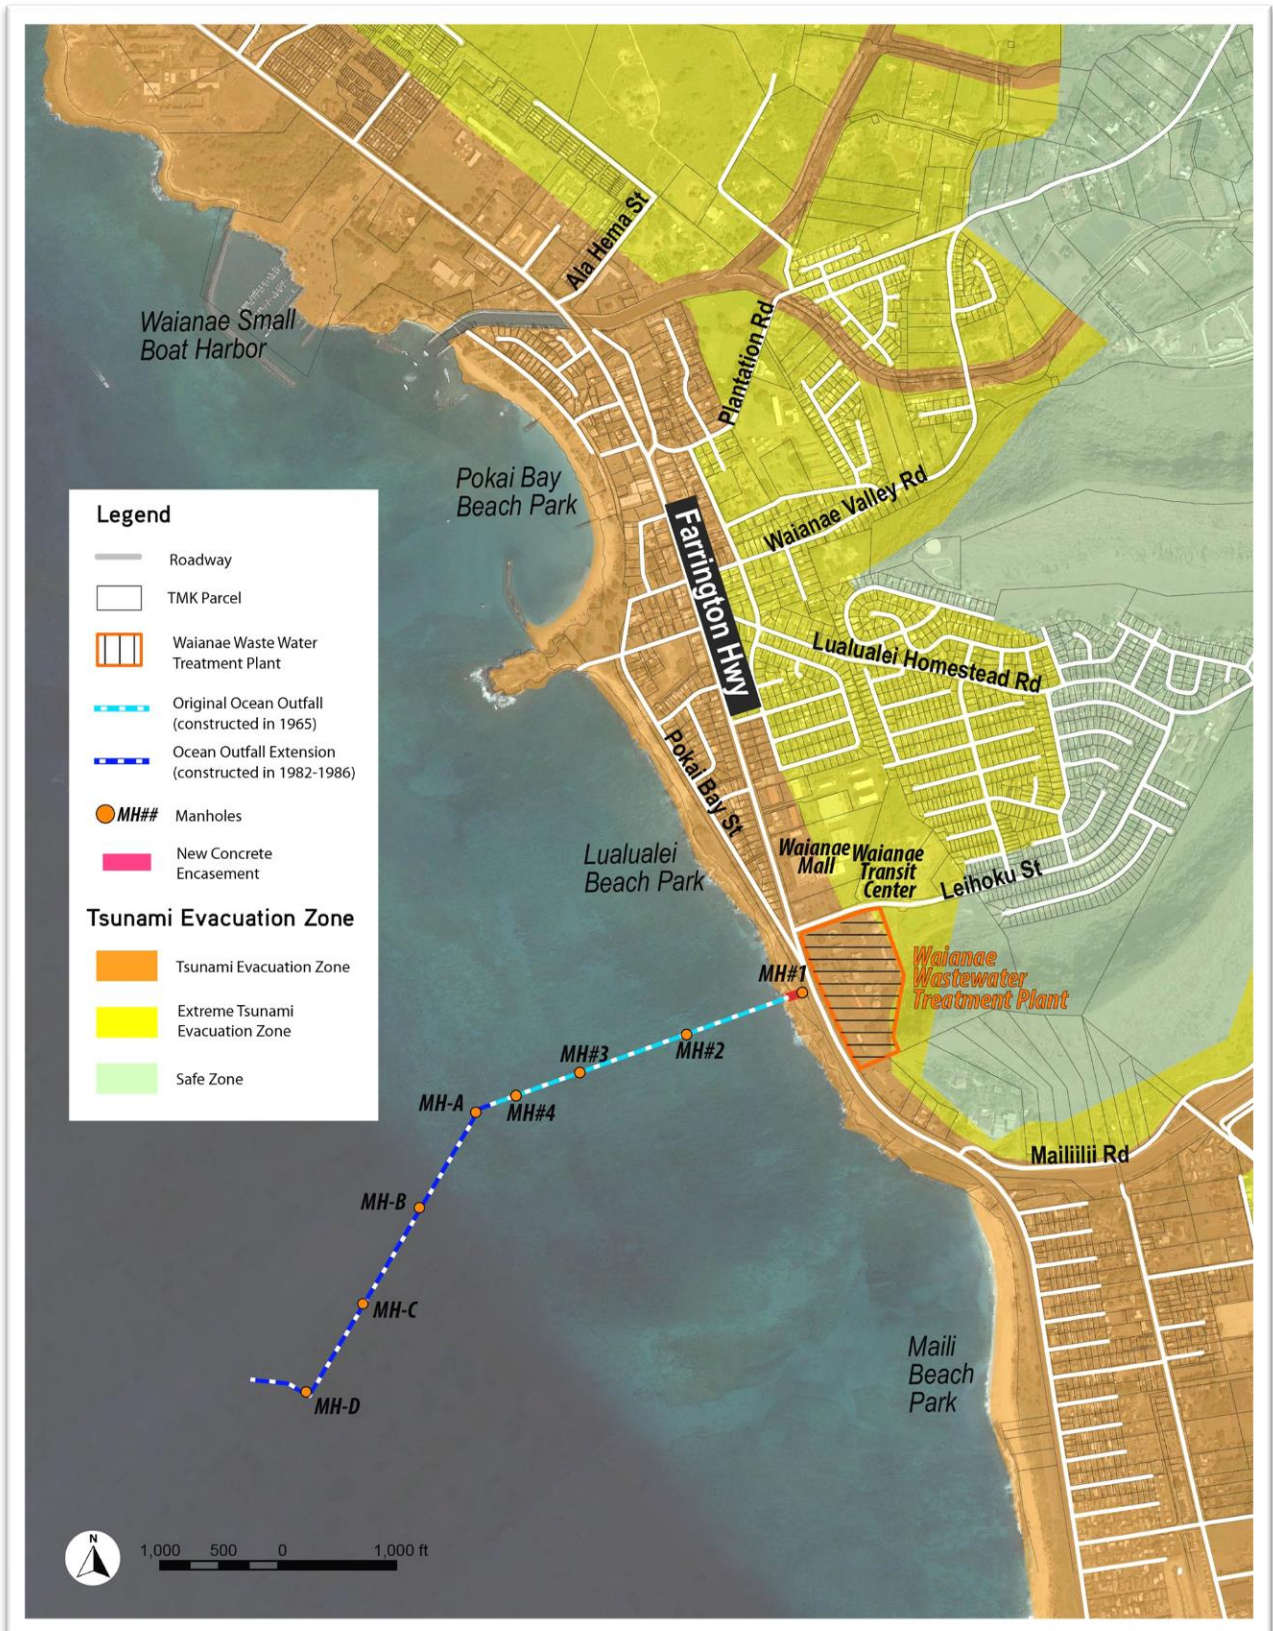 Ala Hema St
Waianae Small
Boat Harbor
Plantation Rd
Pokai Bay
Beach Park
Waianae Valley Rd
Farrington Hwy
Lualualei Homestead Rd
Pokai Bay St
Lualualei
Beach Park
Waianae
Mall
Waianae
Transit
Center
Leihoku St
Waianae
Wastewater
Treatment Plant
MH#1
MH#2
MH#3
MH#4
MH-A
MH-B
MH-C
MH-D
Mailiilii Rd
Maili
Beach
Park
Legend
Roadway
TMK Parcel
Waianae Waste Water
Treatment Plant
Original Ocean Outfall
(constructed in 1965)
Ocean Outfall Extension
(constructed in 1982-1986)
MH## Manholes
New Concrete
Encasement
Tsunami Evacuation Zone
Tsunami Evacuation Zone
Extreme Tsunami
Evacuation Zone
Safe Zone
N
1,000 500 0 1,000 ft